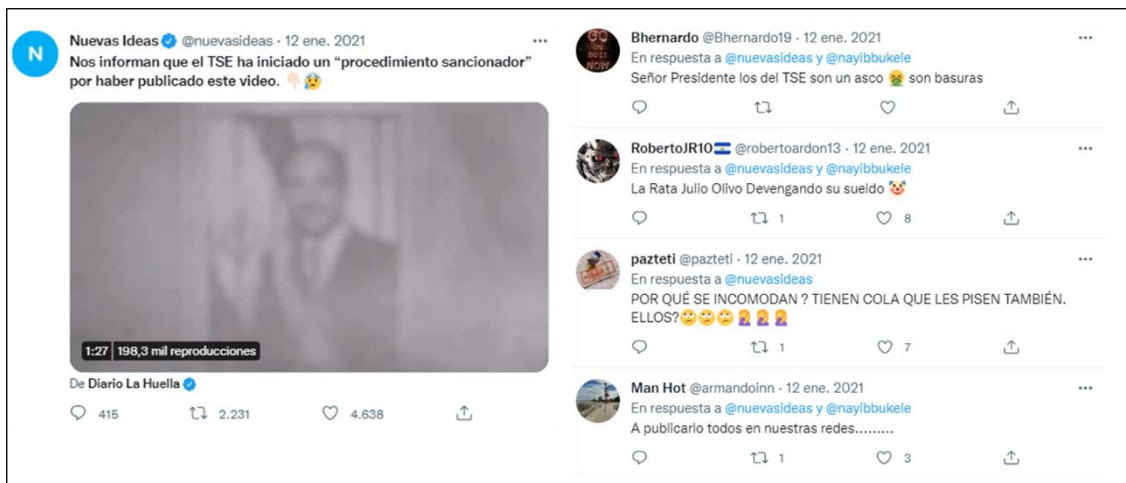 N
Nuevas Ideas @nuevasideas · 12 ene. 2021
Nos informan que el TSE ha iniciado un “procedimiento sancionador”
por haber publicado este video. 👇🏻😰
1:27 198,3 mil reproducciones
De Diario La Huella
415 2.231 4.638
GO
DO IT
NOW
Bhernardo @Bhernardo19 · 12 ene. 2021
En respuesta a @nuevasideas y @nayibbukele
Señor Presidente los del TSE son un asco 🤮 son basuras
RobertoJR10🇸🇻 @robertoardon13 · 12 ene. 2021
En respuesta a @nuevasideas y @nayibbukele
La Rata Julio Olivo Devengando su sueldo 🤡
1 8
pazteti @pazteti · 12 ene. 2021
En respuesta a @nuevasideas
POR QUÉ SE INCOMODAN ? TIENEN COLA QUE LES PISEN TAMBIÉN.
ELLOS?🙄🙄🙄🤦‍♀️🤦‍♀️🤦‍♀️
1 7
Man Hot @armandoinn · 12 ene. 2021
En respuesta a @nuevasideas y @nayibbukele
A publicarlo todos en nuestras redes.........
1 3